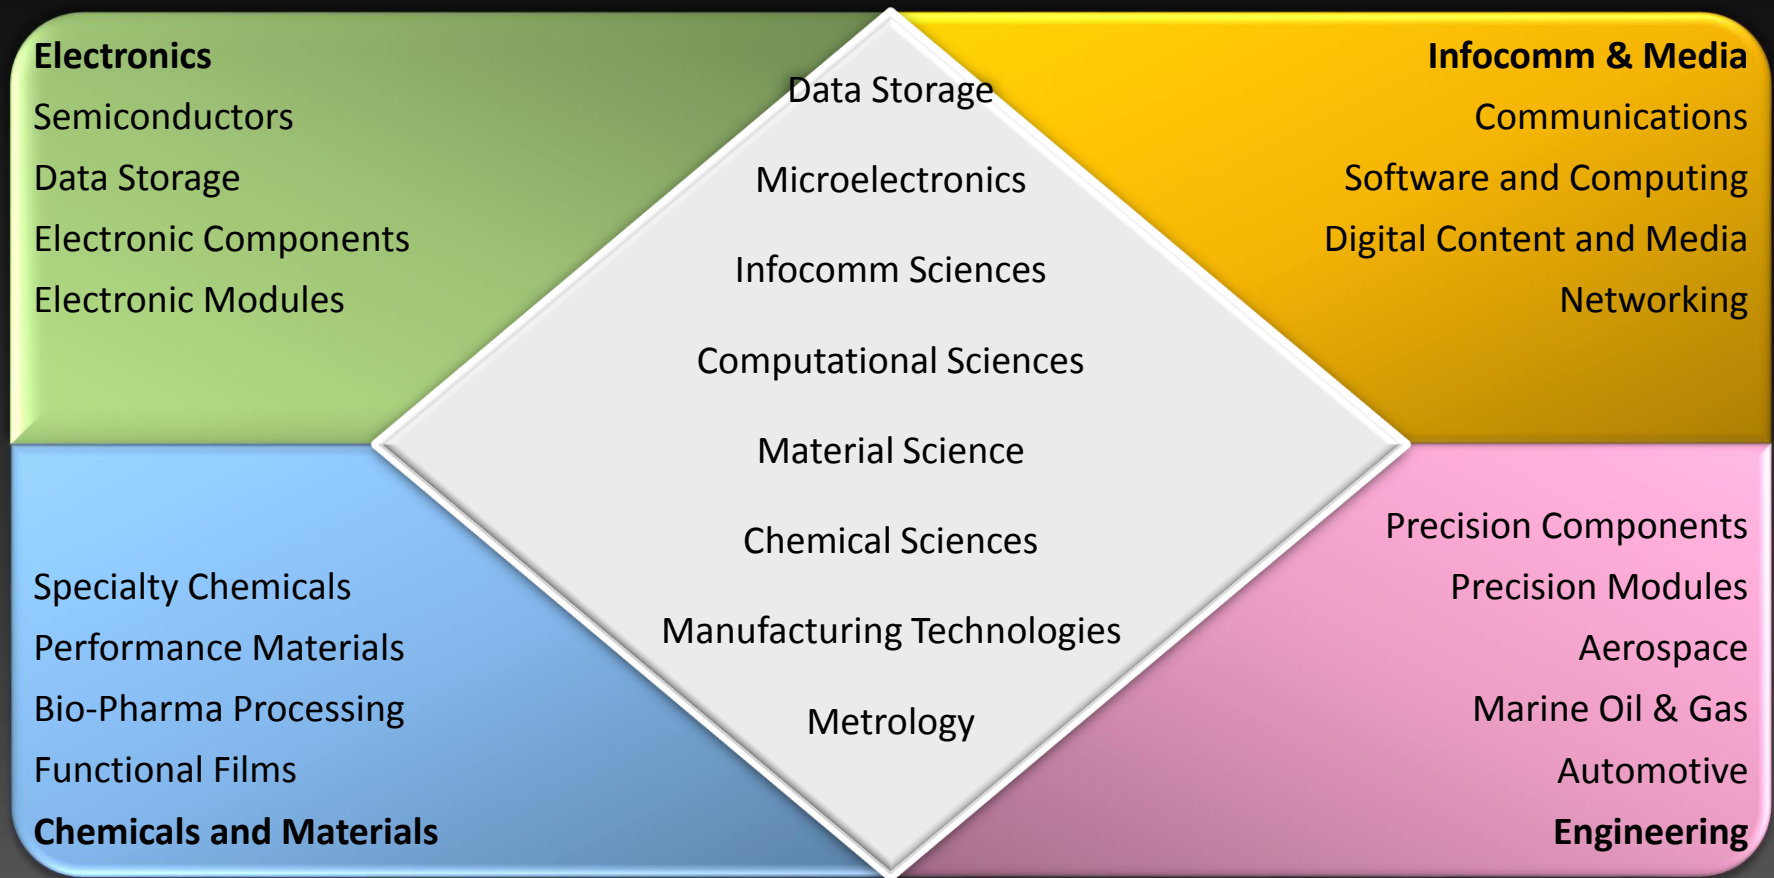 Electronics
Semiconductors
Data Storage
Electronic Components
Electronic Modules
Infocomm & Media
Communications
Software and Computing
Digital Content and Media
Networking
Data Storage
Microelectronics
Infocomm Sciences
Computational Sciences
Material Science
Chemical Sciences
Manufacturing Technologies
Metrology
Specialty Chemicals
Performance Materials
Bio-Pharma Processing
Functional Films
Chemicals and Materials
Precision Components
Precision Modules
Aerospace
Marine Oil & Gas
Automotive
Engineering